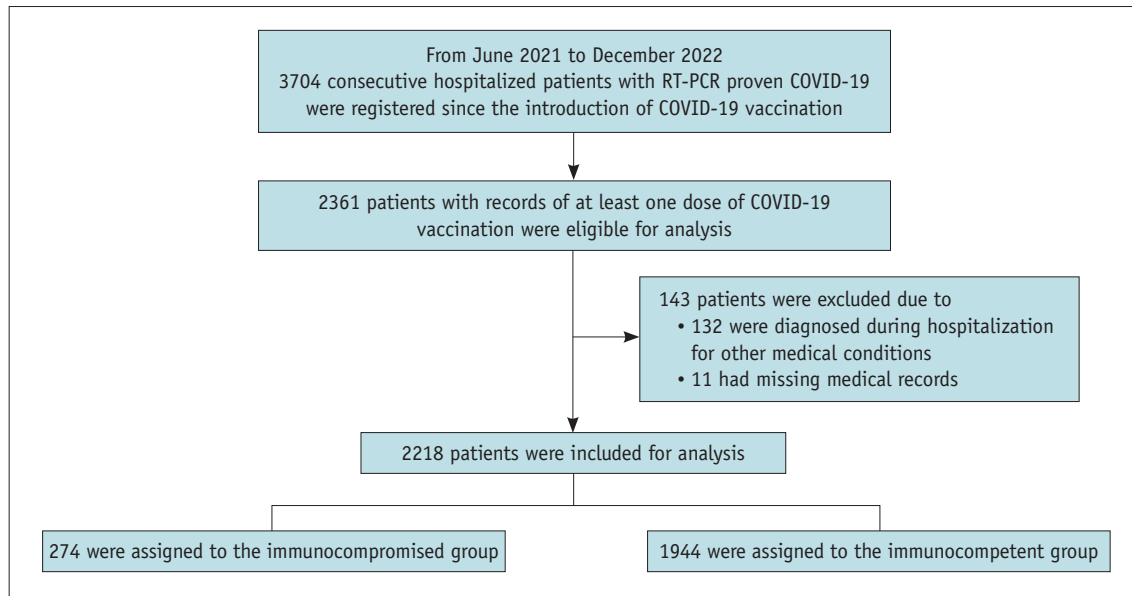 From June 2021 to December 2022
3704 consecutive hospitalized patients with RT-PCR proven COVID-19
were registered since the introduction of COVID-19 vaccination
2361 patients with records of at least one dose of COVID-19
vaccination were eligible for analysis
143 patients were excluded due to
• 132 were diagnosed during hospitalization
for other medical conditions
• 11 had missing medical records
2218 patients were included for analysis
274 were assigned to the immunocompromised group
1944 were assigned to the immunocompetent group